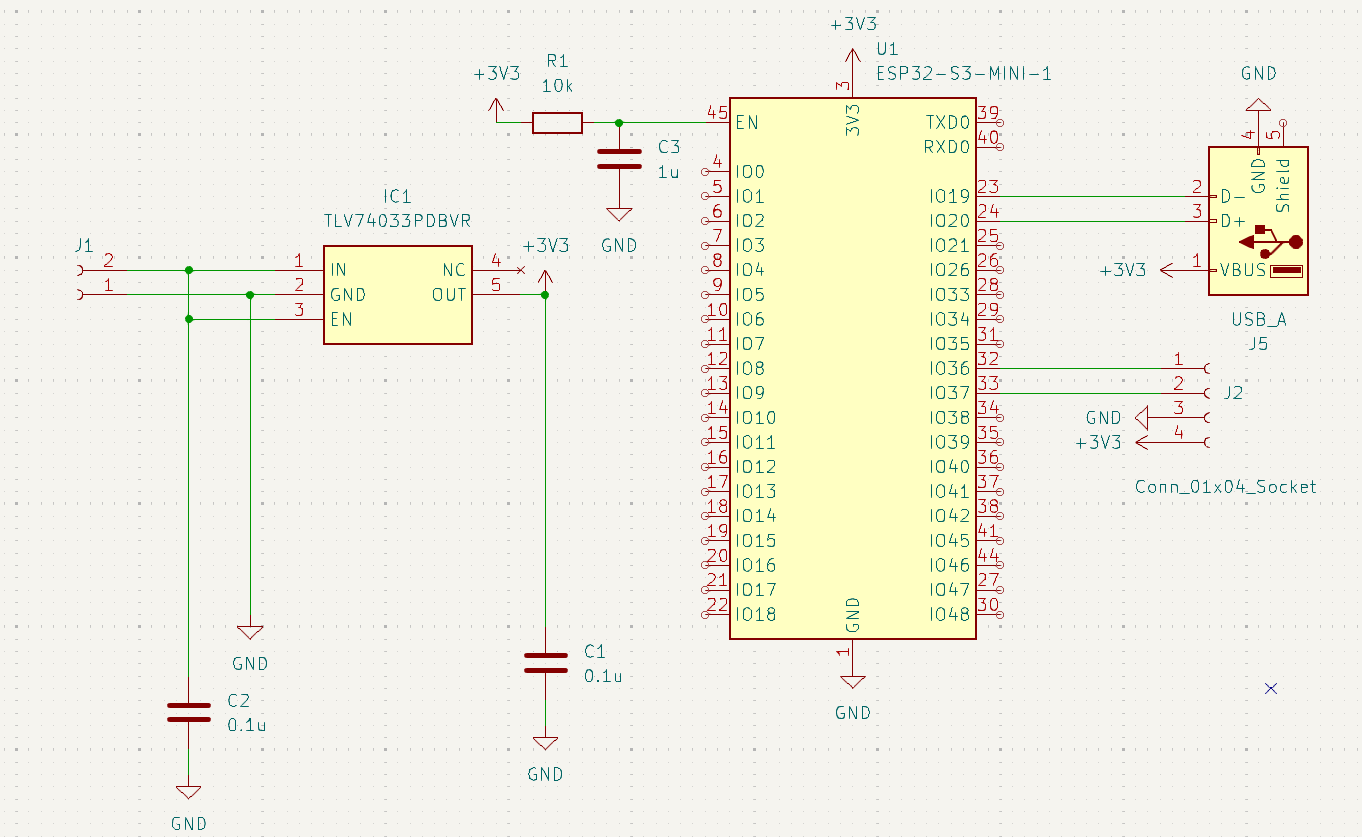 +3V3
U1
ESP32-S3-MINI-1
R1
10k
+3V3
GND
45
EN
3
3V3
TXD0
39
RXD0
40
C3
1u
GND
4
IO0
5
IO1
6
IO2
7
IO3
8
IO4
9
IO5
10
IO6
11
IO7
12
IO8
13
IO9
14
IO10
15
IO11
16
IO12
17
IO13
18
IO14
19
IO15
20
IO16
21
IO17
22
IO18
IO19
23
IO20
24
IO21
25
IO26
26
IO33
28
IO34
29
IO35
31
IO36
32
IO37
33
IO38
34
IO39
35
IO40
36
IO41
37
IO42
38
IO45
41
IO46
44
IO47
27
IO48
30
GND
1
GND
4
5
GND
Shield
2
D-
3
D+
+3V3
1
VBUS
USB_A
J5
1
2
J2
GND
3
+3V3
4
Conn_01x04_Socket
IC1
TLV74033PDBVR
J1
2
1
1
IN
2
GND
3
EN
NC
4
OUT
5
+3V3
GND
C2
0.1u
GND
C1
0.1u
GND